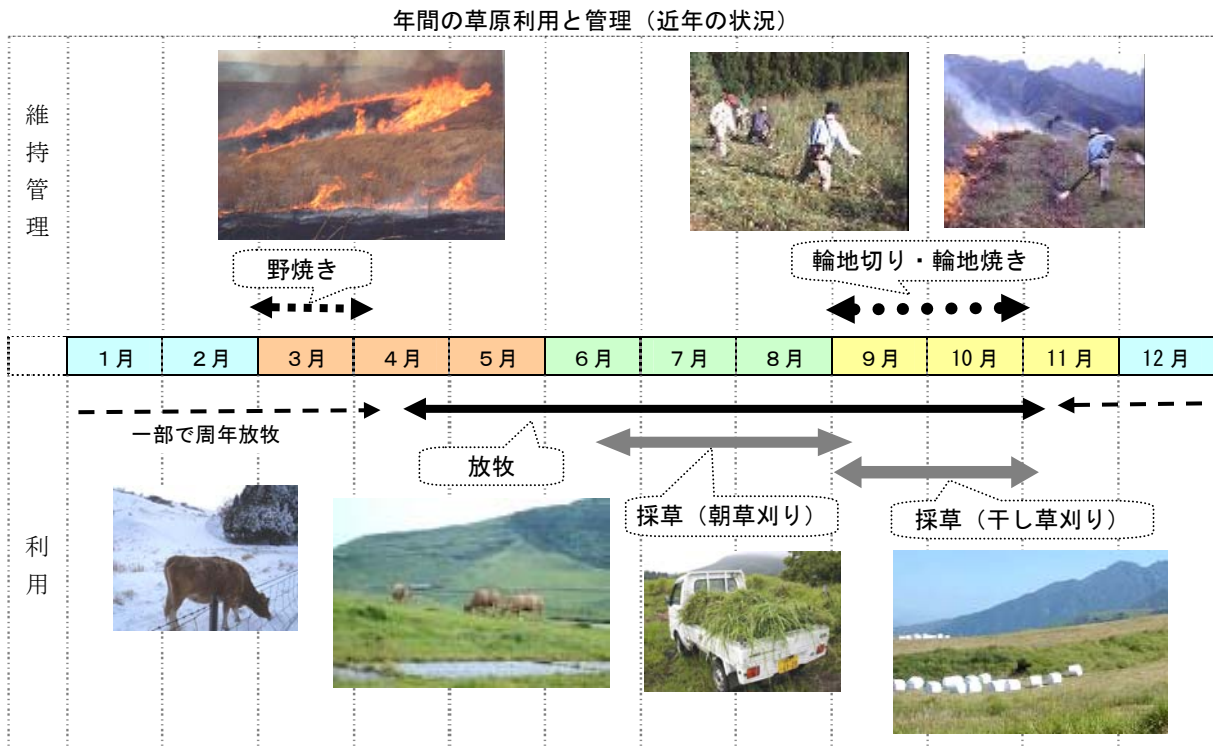 年間の草原利用と管理（近年の状況）
維持管理
野焼き
輪地切り・輪地焼き
1月 2月 3月 4月 5月 6月 7月 8月 9月 10月 11月 12月
一部で周年放牧
放牧
採草（朝草刈り）
採草（干し草刈り）
利用